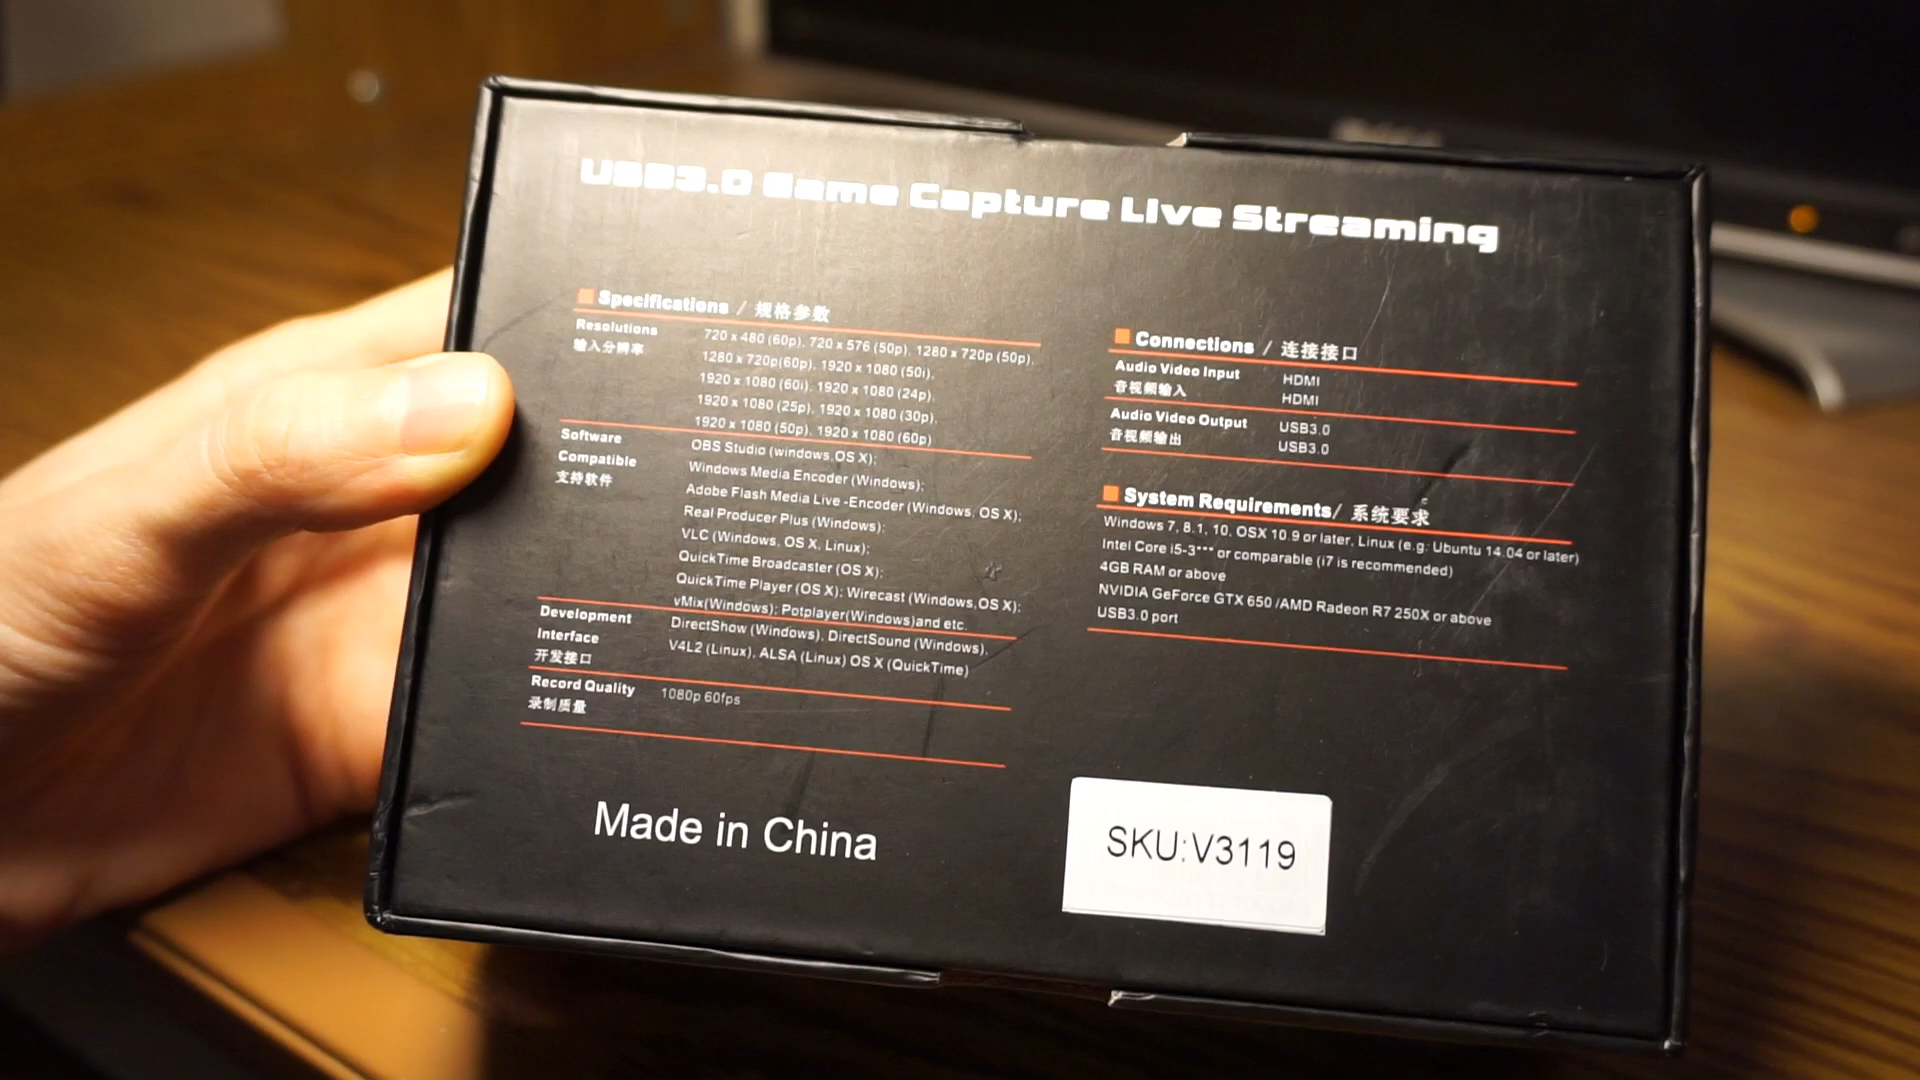 USB3.0 Game Capture Live Streaming
Specifications / 规格参数
Resolutions
输入分辨率
720 x 480 (60p), 720 x 576 (50p), 1280 x 720p (50p),
1280 x 720p(60p), 1920 x 1080 (50i),
1920 x 1080 (60i), 1920 x 1080 (24p),
1920 x 1080 (25p), 1920 x 1080 (30p),
1920 x 1080 (50p), 1920 x 1080 (60p)
Software
Compatible
支持软件
OBS Studio (windows,OS X);
Windows Media Encoder (Windows);
Adobe Flash Media Live -Encoder (Windows, OS X);
Real Producer Plus (Windows);
VLC (Windows, OS X, Linux);
QuickTime Broadcaster (OS X);
QuickTime Player (OS X); Wirecast (Windows,OS X);
vMix(Windows); Potplayer(Windows)and etc.
Development
Interface
开发接口
DirectShow (Windows), DirectSound (Windows),
V4L2 (Linux), ALSA (Linux) OS X (QuickTime)
Record Quality
录制质量
1080p 60fps
Connections / 连接接口
Audio Video Input
音视频输入
HDMI
HDMI
Audio Video Output
音视频输出
USB3.0
USB3.0
System Requirements/ 系统要求
Windows 7, 8.1, 10, OSX 10.9 or later, Linux (e.g: Ubuntu 14.04 or later)
Intel Core i5-3*** or comparable (i7 is recommended)
4GB RAM or above
NVIDIA GeForce GTX 650 /AMD Radeon R7 250X or above
USB3.0 port
Made in China
SKU:V3119